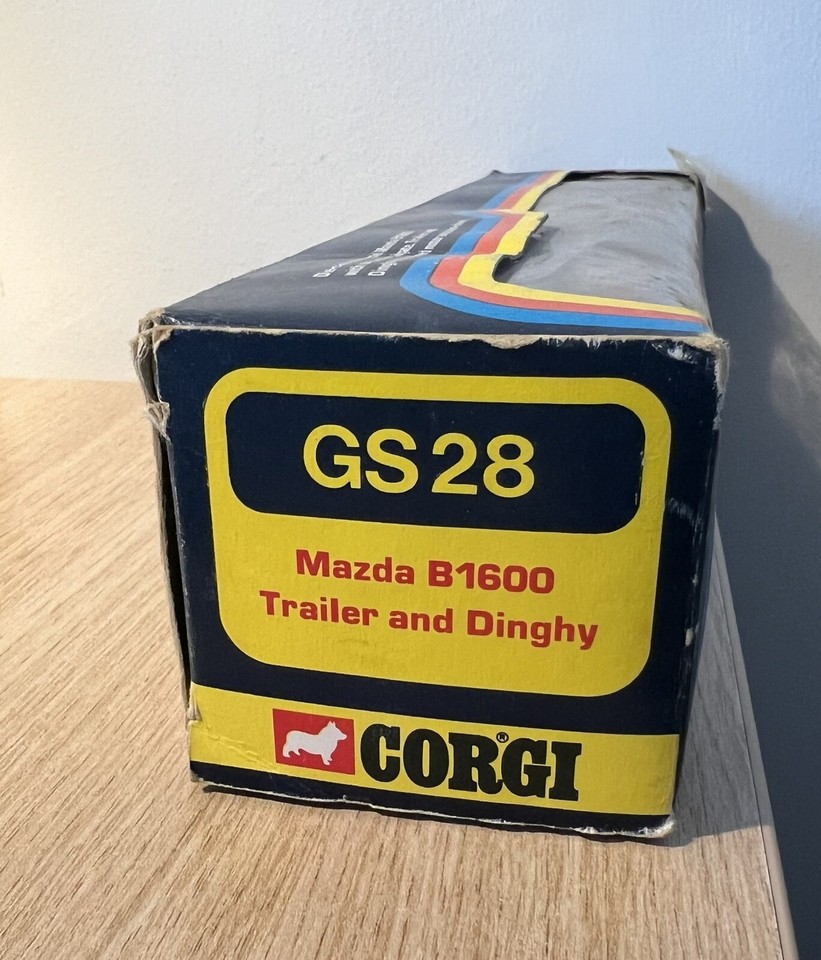 GS28
Mazda B1600
Trailer and Dinghy
CORGI®